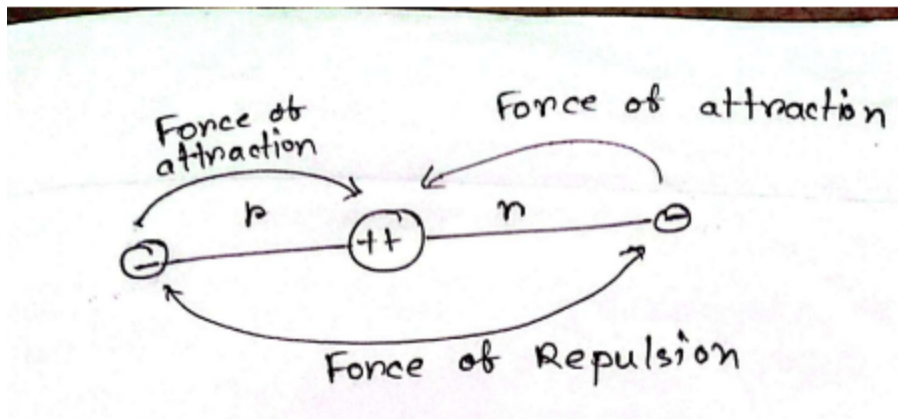 Force of
attraction
Force of attraction
r
r
-
++
-
Force of Repulsion